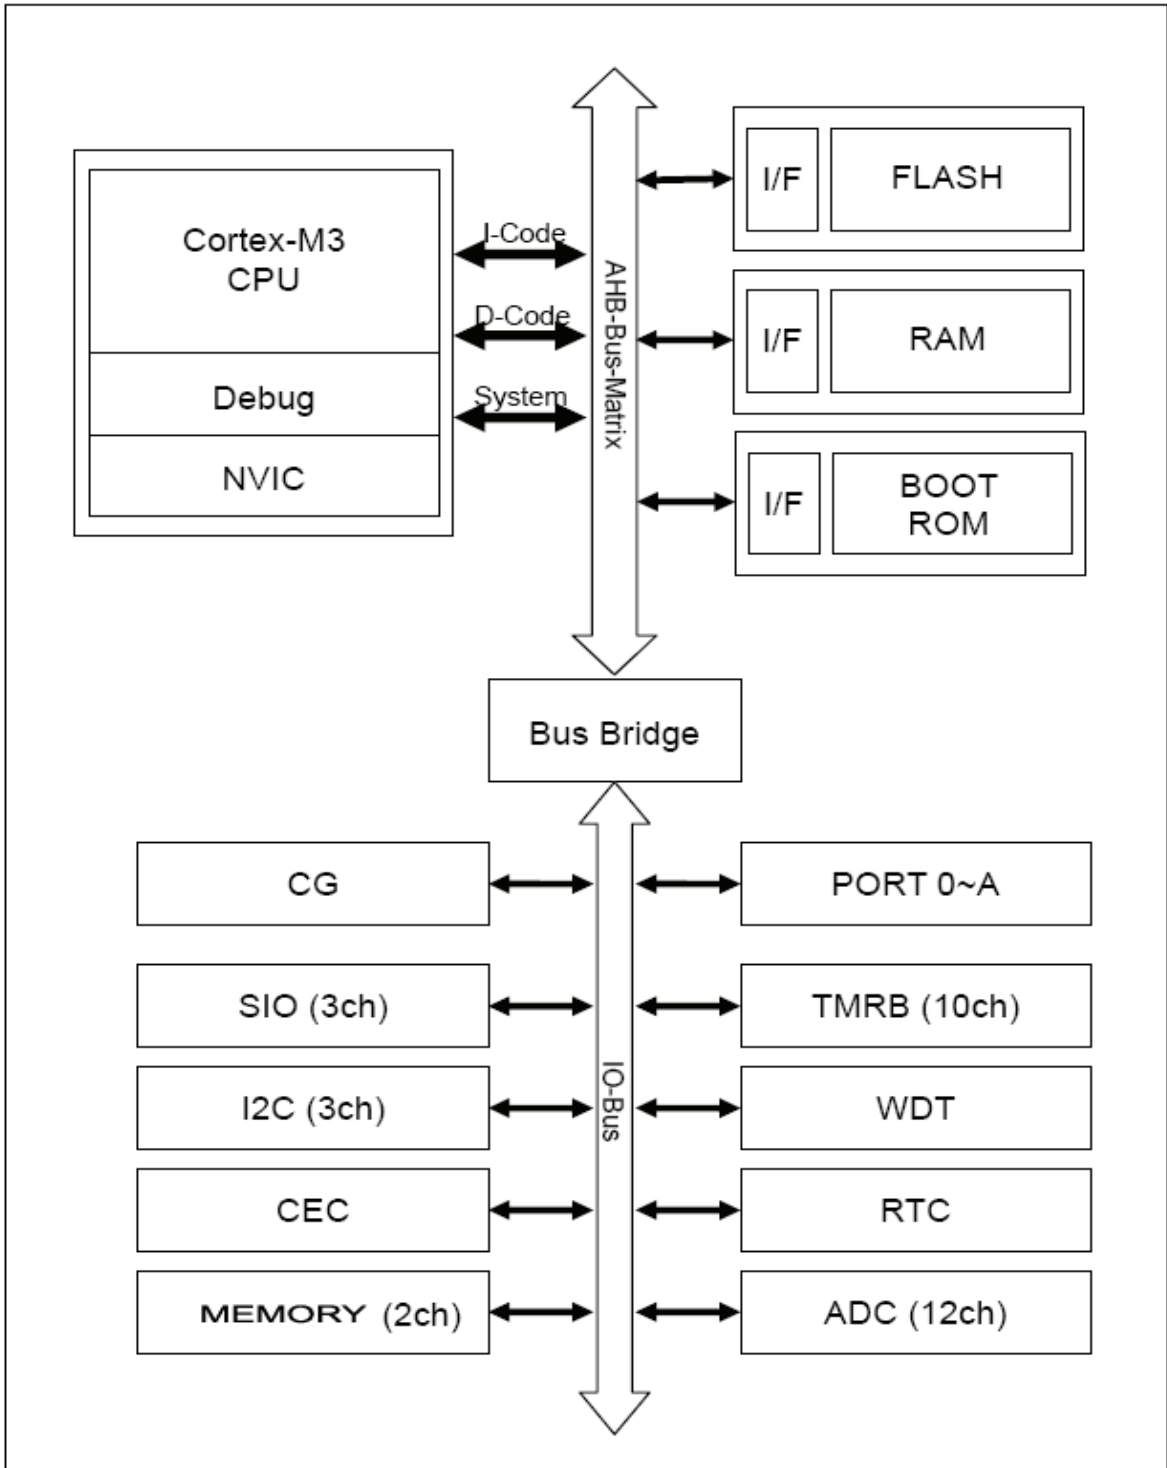 Cortex-M3
CPU
Debug
NVIC
I-Code
D-Code
System
AHB-Bus-Matrix
I/F
FLASH
I/F
RAM
I/F
BOOT
ROM
Bus Bridge
IO-Bus
CG
SIO (3ch)
I2C (3ch)
CEC
MEMORY (2ch)
PORT 0~A
TMRB (10ch)
WDT
RTC
ADC (12ch)